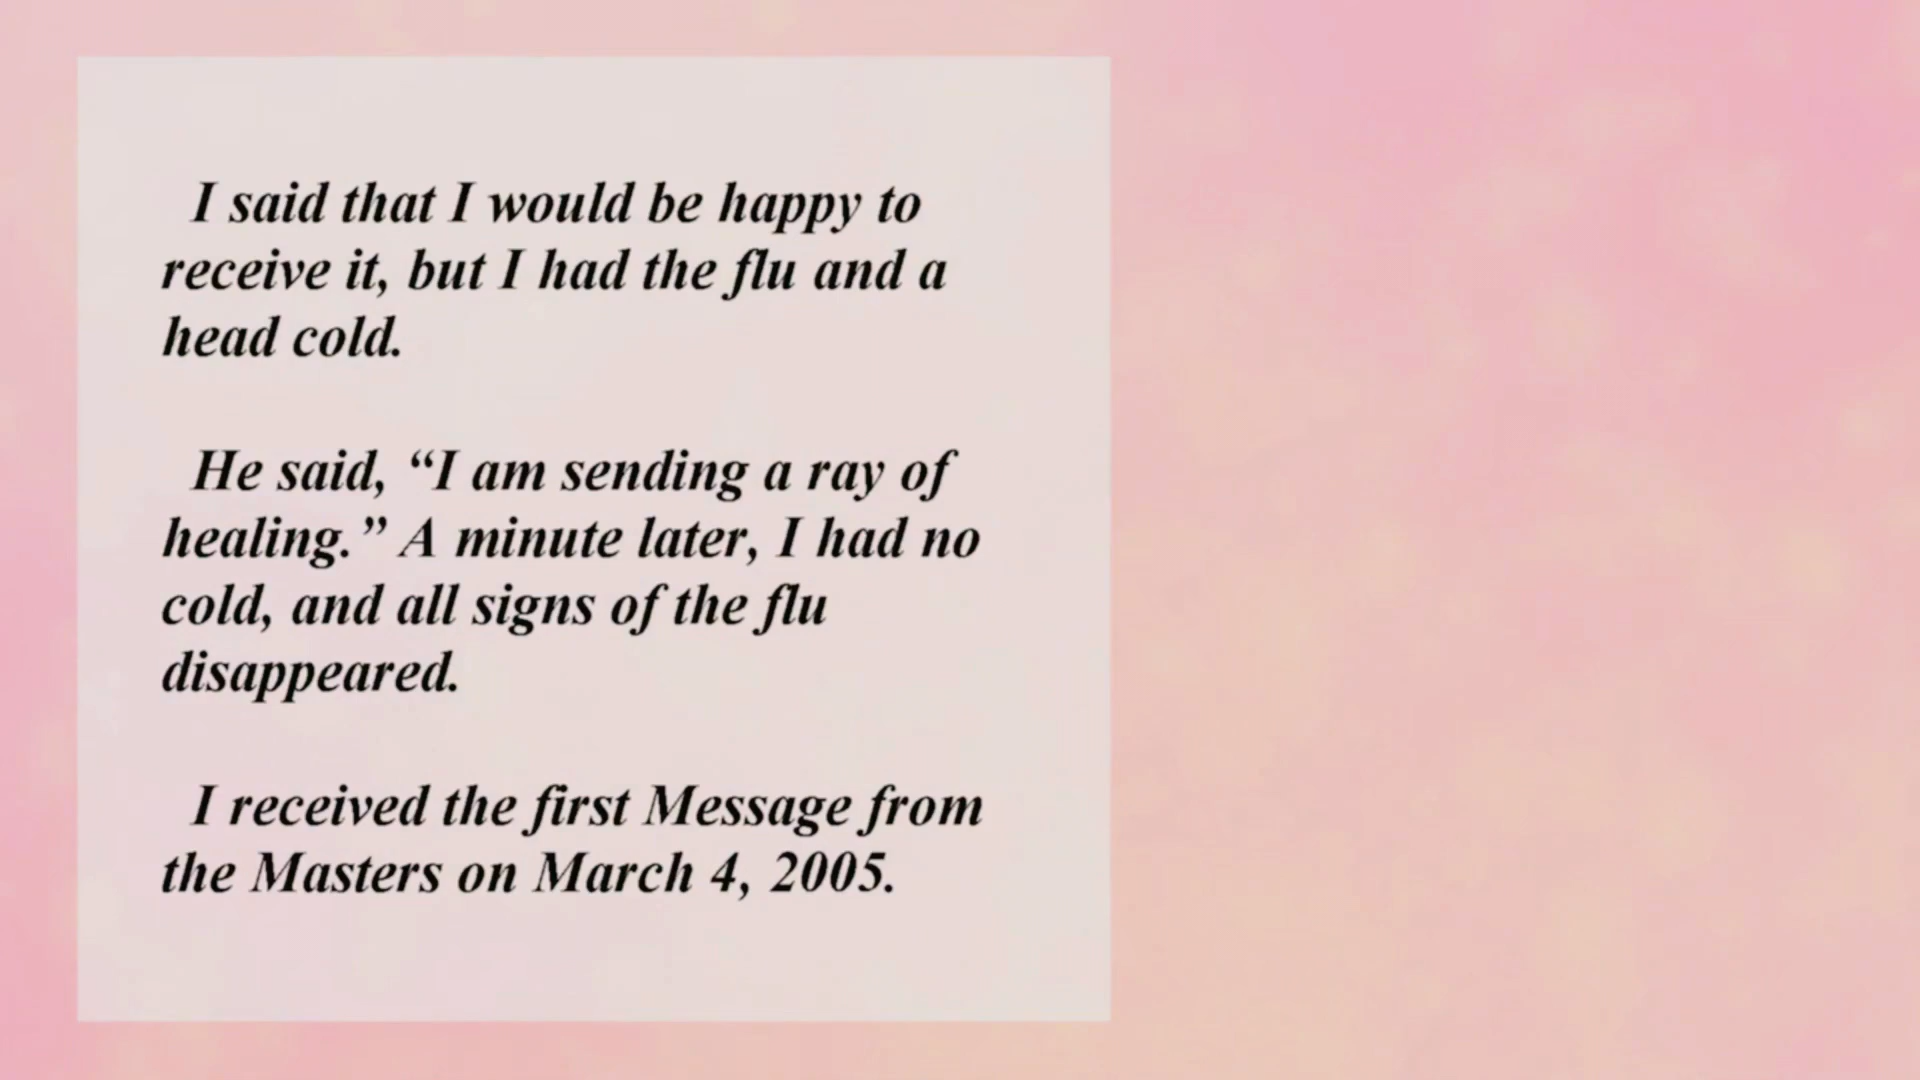 I said that I would be happy to
receive it, but I had the flu and a
head cold.
He said, “I am sending a ray of
healing.” A minute later, I had no
cold, and all signs of the flu
disappeared.
I received the first Message from
the Masters on March 4, 2005.